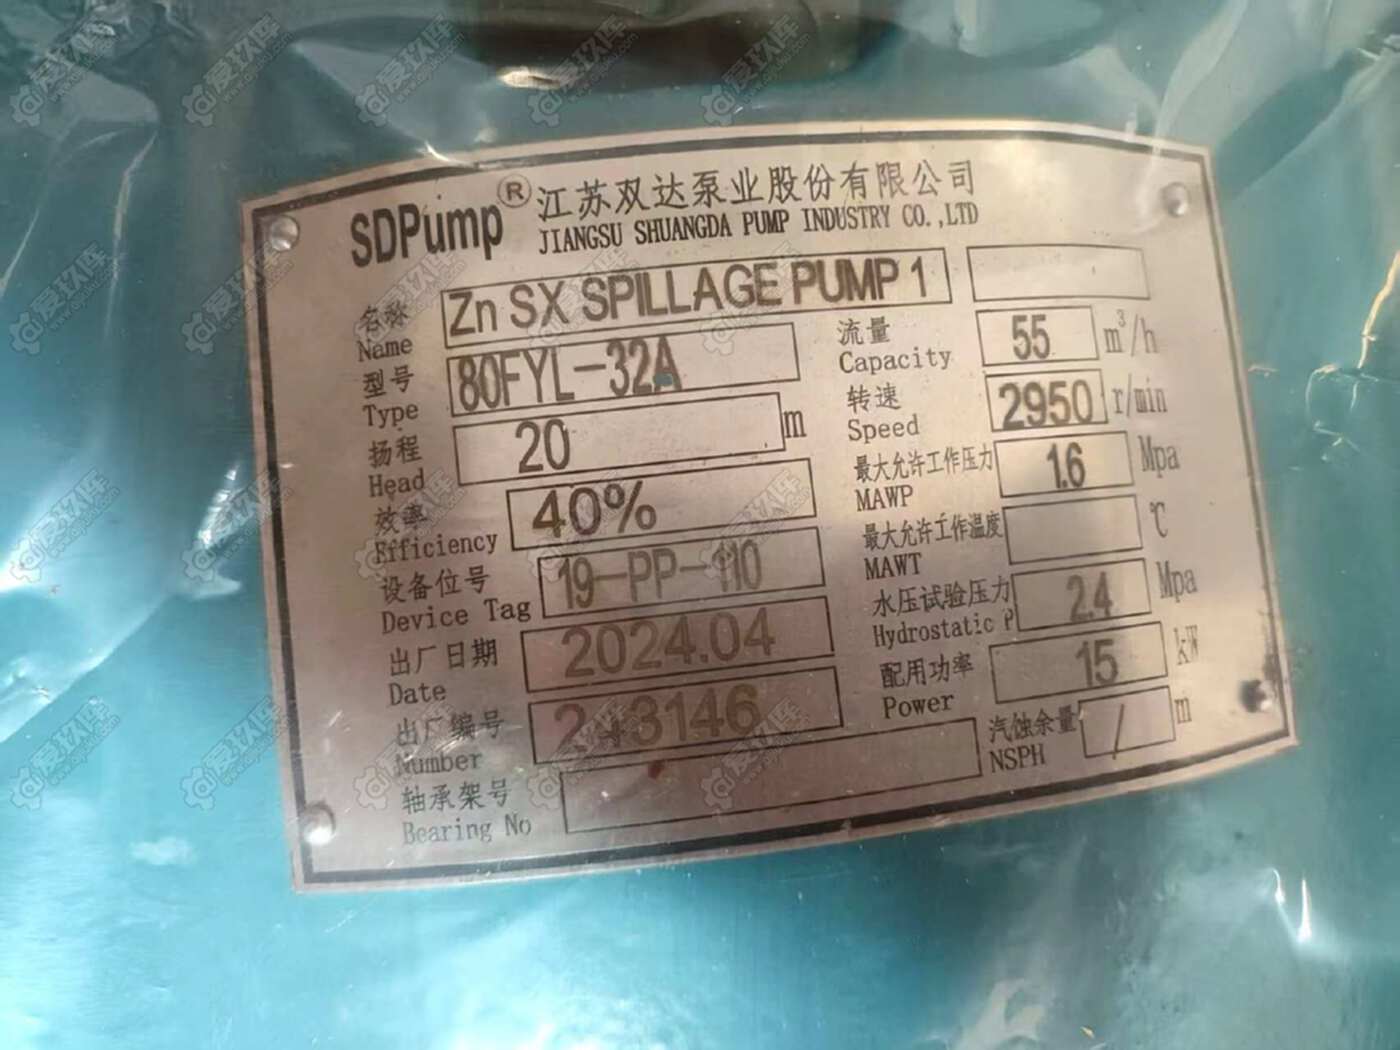 SDPump® 江苏双达泵业股份有限公司
JIANGSU SHUANGDA PUMP INDUSTRY CO.,LTD
名称 Name Zn SX SPILLAGE PUMP 1
型号 Type 80FYL-32A
流量 Capacity 55 m³/h
扬程 Head 20 m
转速 Speed 2950 r/min
效率 Efficiency 40%
最大允许工作压力 MAWP 1.6 Mpa
设备位号 Device Tag 19-PP-110
最大允许工作温度 MAWT ℃
出厂日期 Date 2024.04
水压试验压力 Hydrostatic P 2.4 Mpa
出厂编号 Number 243146
配用功率 Power 15 kW
轴承架号 Bearing No
汽蚀余量 NSPH / m
爱玖库